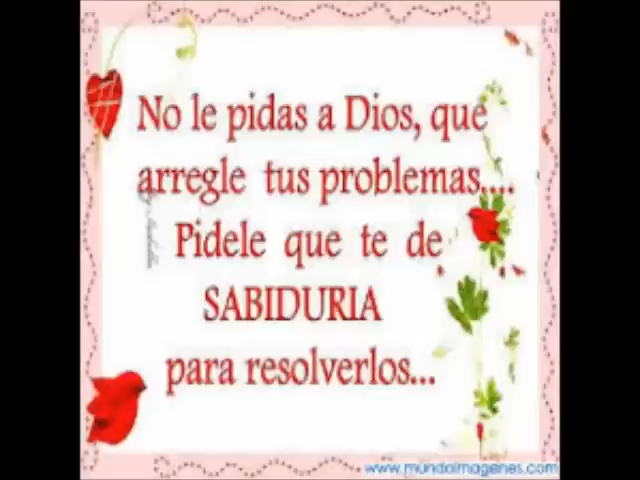 No le pidas a Dios, que
arregle tus problemas....
Pidele que te de
SABIDURIA
para resolverlos...
www.mundoimagenes.com